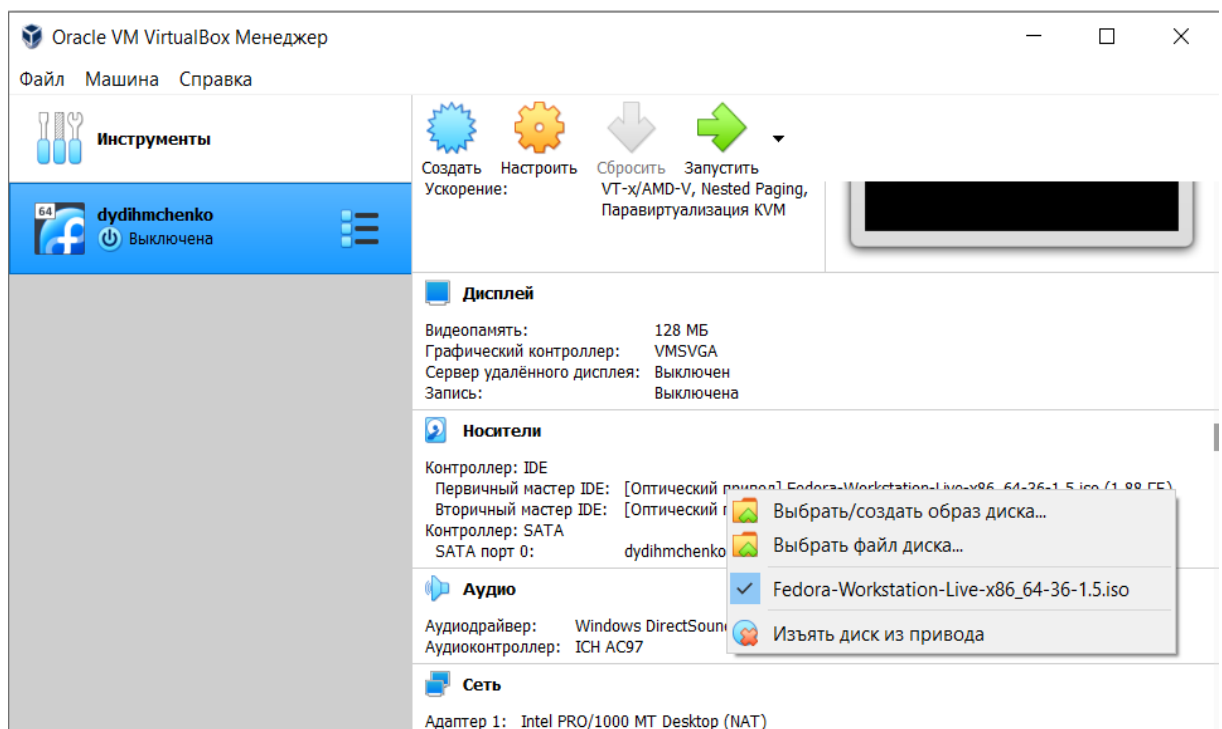 Oracle VM VirtualBox Менеджер
Файл Машина Справка
Инструменты
64
dydihmchenko
Выключена
Создать Настроить Сбросить Запустить
Ускорение: VT-x/AMD-V, Nested Paging,
Паравиртуализация KVM
Дисплей
Видеопамять: 128 МБ
Графический контроллер: VMSVGA
Сервер удалённого дисплея: Выключен
Запись: Выключена
Носители
Контроллер: IDE
Первичный мастер IDE: [Оптический привод] Fedora-Workstation-Live-x86_64-36-1.5.iso (1,88 ГБ)
Вторичный мастер IDE: [Оптический
Контроллер: SATA
SATA порт 0: dydihmchenko
Выбрать/создать образ диска...
Выбрать файл диска...
Fedora-Workstation-Live-x86_64-36-1.5.iso
Изъять диск из привода
Аудио
Аудиодрайвер: Windows DirectSoun
Аудиоконтроллер: ICH AC97
Сеть
Адаптер 1: Intel PRO/1000 MT Desktop (NAT)